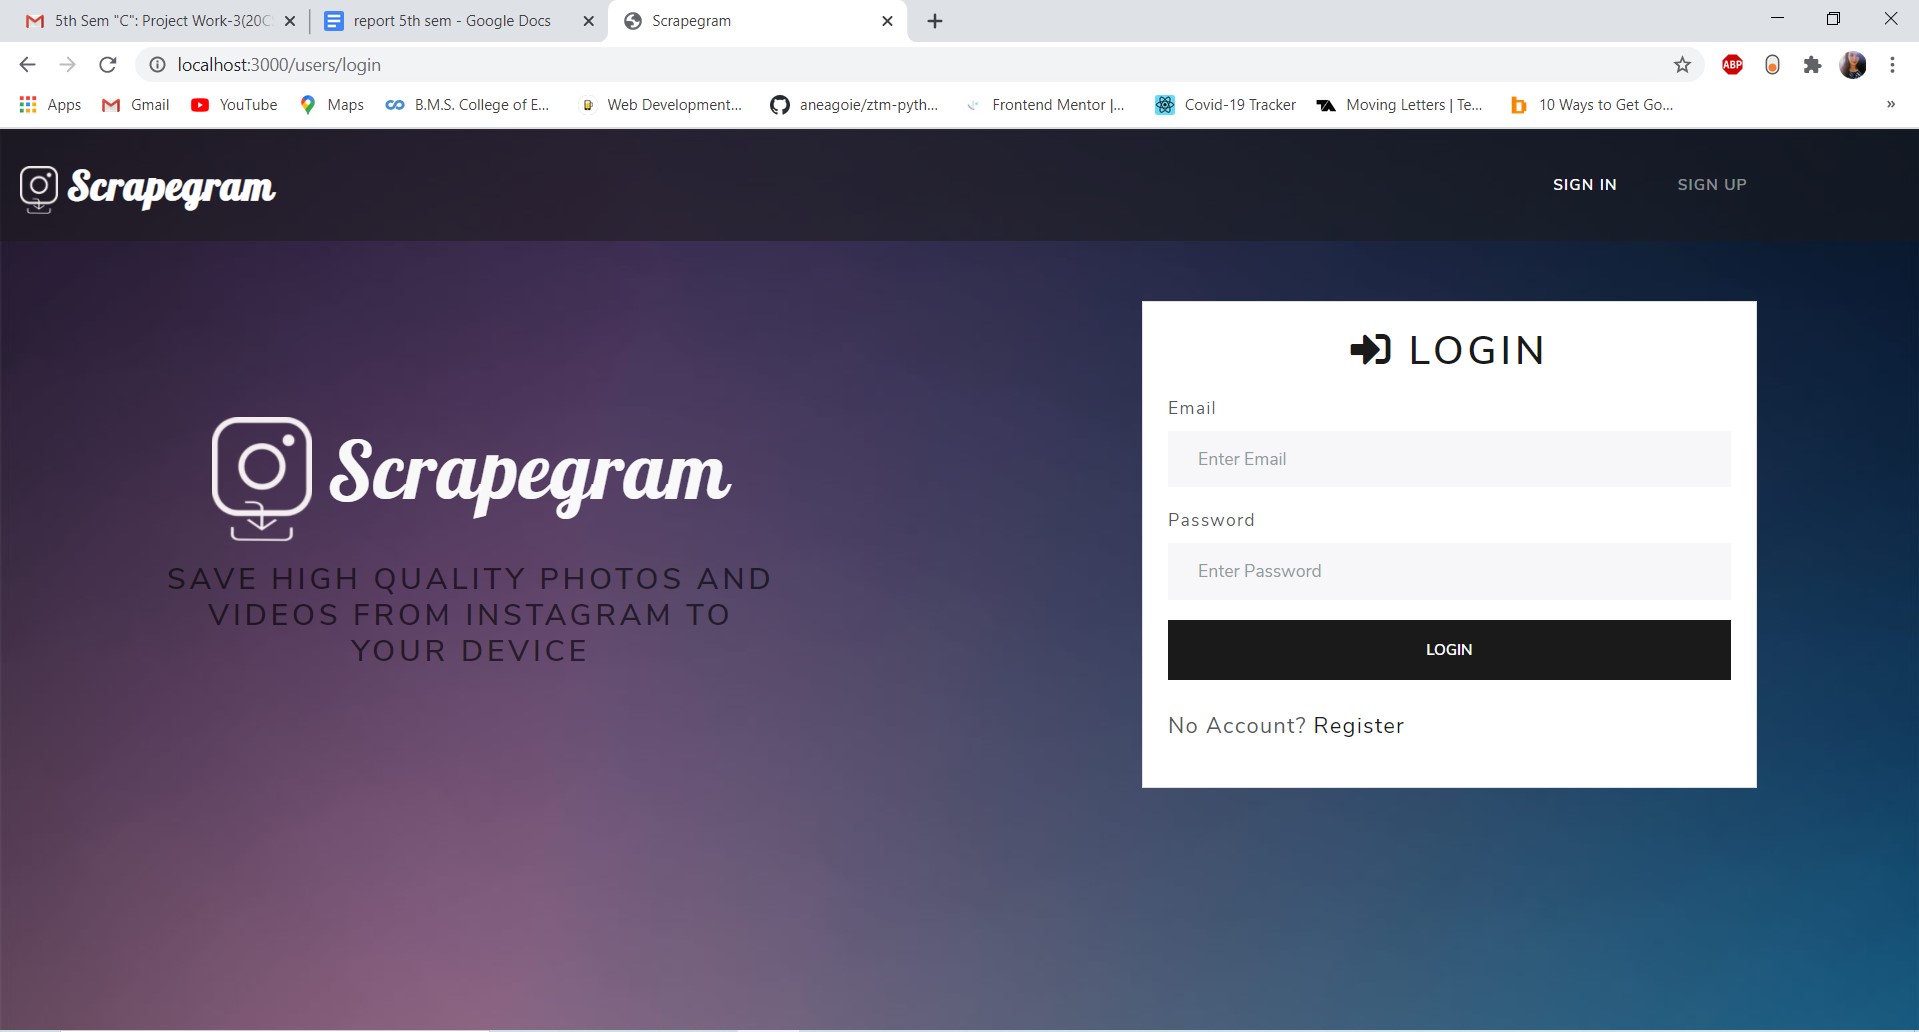 5th Sem "C": Project Work-3(20C
report 5th sem - Google Docs
Scrapegram
localhost:3000/users/login
ABP
Apps
Gmail
YouTube
Maps
B.M.S. College of E...
Web Development...
aneagoie/ztm-pyth...
Frontend Mentor |...
Covid-19 Tracker
Moving Letters | Te...
10 Ways to Get Go...
»
Scrapegram
SIGN IN
SIGN UP
Scrapegram
SAVE HIGH QUALITY PHOTOS AND
VIDEOS FROM INSTAGRAM TO
YOUR DEVICE
LOGIN
Email
Enter Email
Password
Enter Password
LOGIN
No Account? Register